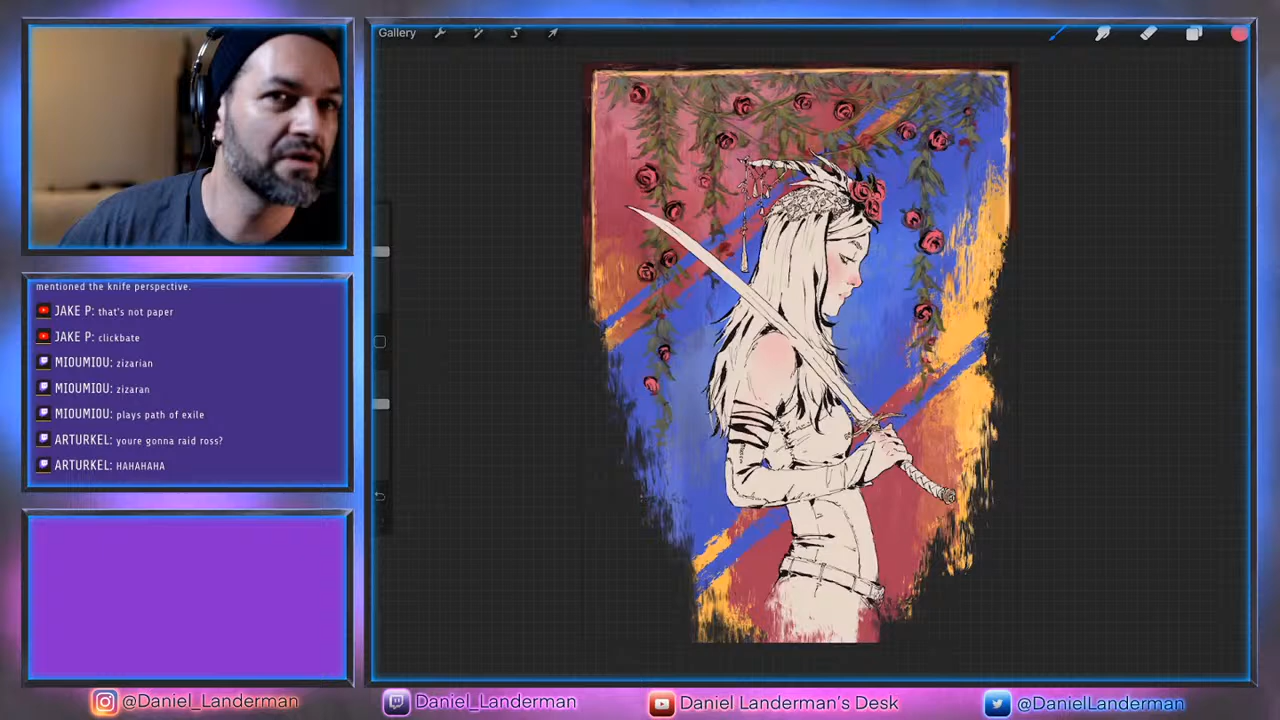 Gallery
mentioned the knife perspective.
JAKE P: that's not paper
JAKE P: clickbate
MIOUMIOU: zizarian
MIOUMIOU: zizaran
MIOUMIOU: plays path of exile
ARTURKEL: youre gonna raid ross?
ARTURKEL: HAHAHAHA
@Daniel_Landerman
Daniel_Landerman
Daniel Landerman's Desk
@DanielLanderman